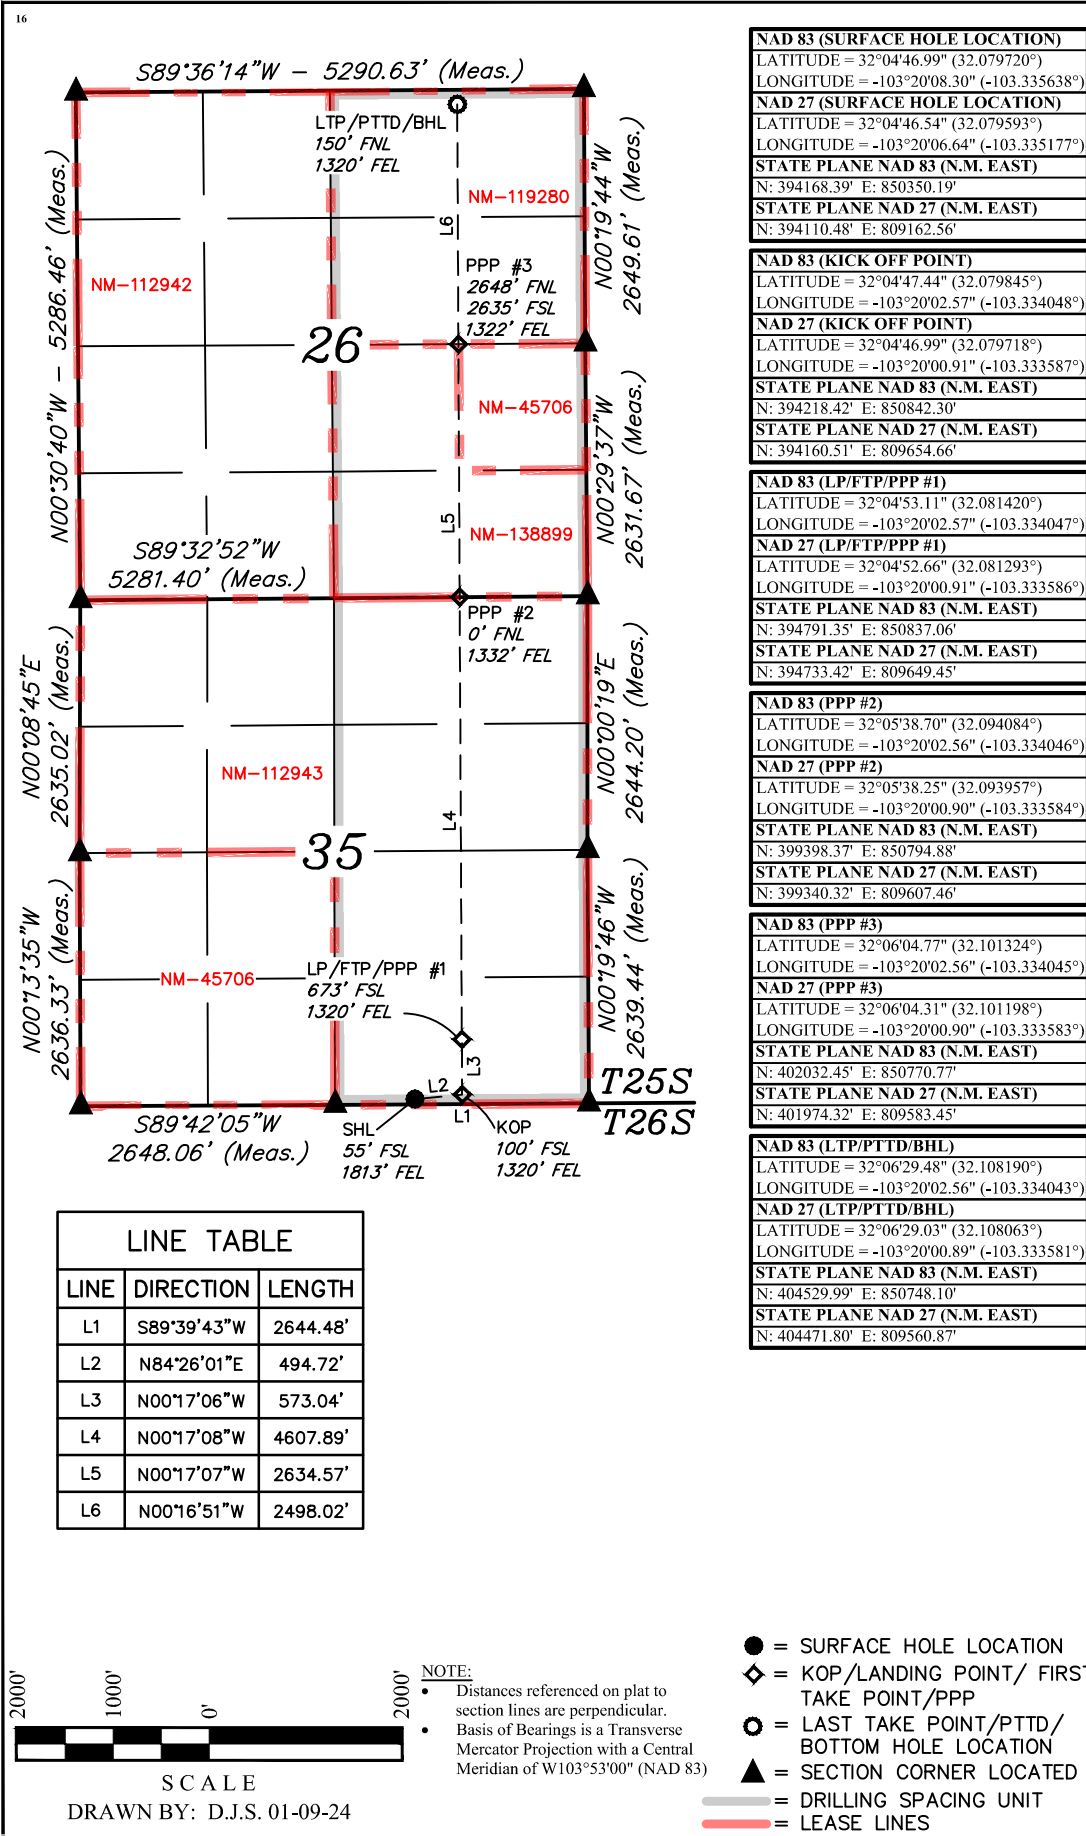 16
S89°36'14"W - 5290.63' (Meas.)
LTP/PTTD/BHL
150' FNL
1320' FEL
N00°30'40"W - 5286.46' (Meas.)
N00°19'44"W
2649.61' (Meas.)
NM-119280
L6
NM-112942
PPP #3
2648' FNL
2635' FSL
1322' FEL
26
NM-45706
N00°29'37"W
2631.67' (Meas.)
L5
NM-138899
S89°32'52"W
5281.40' (Meas.)
PPP #2
0' FNL
1332' FEL
N00°08'45"E
2635.02' (Meas.)
N00°00'19"E
2644.20' (Meas.)
NM-112943
L4
35
N00°13'35"W
2636.33' (Meas.)
N00°19'46"W
2639.44' (Meas.)
NM-45706
LP/FTP/PPP #1
673' FSL
1320' FEL
L3
L2
L1
T25S
T26S
S89°42'05"W
2648.06' (Meas.)
SHL
55' FSL
1813' FEL
KOP
100' FSL
1320' FEL
NAD 83 (SURFACE HOLE LOCATION)
LATITUDE = 32°04'46.99" (32.079720°)
LONGITUDE = -103°20'08.30" (-103.335638°)
NAD 27 (SURFACE HOLE LOCATION)
LATITUDE = 32°04'46.54" (32.079593°)
LONGITUDE = -103°20'06.64" (-103.335177°)
STATE PLANE NAD 83 (N.M. EAST)
N: 394168.39' E: 850350.19'
STATE PLANE NAD 27 (N.M. EAST)
N: 394110.48' E: 809162.56'
NAD 83 (KICK OFF POINT)
LATITUDE = 32°04'47.44" (32.079845°)
LONGITUDE = -103°20'02.57" (-103.334048°)
NAD 27 (KICK OFF POINT)
LATITUDE = 32°04'46.99" (32.079718°)
LONGITUDE = -103°20'00.91" (-103.333587°)
STATE PLANE NAD 83 (N.M. EAST)
N: 394218.42' E: 850842.30'
STATE PLANE NAD 27 (N.M. EAST)
N: 394160.51' E: 809654.66'
NAD 83 (LP/FTP/PPP #1)
LATITUDE = 32°04'53.11" (32.081420°)
LONGITUDE = -103°20'02.57" (-103.334047°)
NAD 27 (LP/FTP/PPP #1)
LATITUDE = 32°04'52.66" (32.081293°)
LONGITUDE = -103°20'00.91" (-103.333586°)
STATE PLANE NAD 83 (N.M. EAST)
N: 394791.35' E: 850837.06'
STATE PLANE NAD 27 (N.M. EAST)
N: 394733.42' E: 809649.45'
NAD 83 (PPP #2)
LATITUDE = 32°05'38.70" (32.094084°)
LONGITUDE = -103°20'02.56" (-103.334046°)
NAD 27 (PPP #2)
LATITUDE = 32°05'38.25" (32.093957°)
LONGITUDE = -103°20'00.90" (-103.333584°)
STATE PLANE NAD 83 (N.M. EAST)
N: 399398.37' E: 850794.88'
STATE PLANE NAD 27 (N.M. EAST)
N: 399340.32' E: 809607.46'
NAD 83 (PPP #3)
LATITUDE = 32°06'04.77" (32.101324°)
LONGITUDE = -103°20'02.56" (-103.334045°)
NAD 27 (PPP #3)
LATITUDE = 32°06'04.31" (32.101198°)
LONGITUDE = -103°20'00.90" (-103.333583°)
STATE PLANE NAD 83 (N.M. EAST)
N: 402032.45' E: 850770.77'
STATE PLANE NAD 27 (N.M. EAST)
N: 401974.32' E: 809583.45'
NAD 83 (LTP/PTTD/BHL)
LATITUDE = 32°06'29.48" (32.108190°)
LONGITUDE = -103°20'02.56" (-103.334043°)
NAD 27 (LTP/PTTD/BHL)
LATITUDE = 32°06'29.03" (32.108063°)
LONGITUDE = -103°20'00.89" (-103.333581°)
STATE PLANE NAD 83 (N.M. EAST)
N: 404529.99' E: 850748.10'
STATE PLANE NAD 27 (N.M. EAST)
N: 404471.80' E: 809560.87'
LINE TABLE
LINE DIRECTION LENGTH
L1 S89°39'43"W 2644.48'
L2 N84°26'01"E 494.72'
L3 N00°17'06"W 573.04'
L4 N00°17'08"W 4607.89'
L5 N00°17'07"W 2634.57'
L6 N00°16'51"W 2498.02'
2000' 1000' 0' 2000'
SCALE
DRAWN BY: D.J.S. 01-09-24
NOTE:
• Distances referenced on plat to
section lines are perpendicular.
• Basis of Bearings is a Transverse
Mercator Projection with a Central
Meridian of W103°53'00" (NAD 83)
= SURFACE HOLE LOCATION
= KOP/LANDING POINT/ FIRST
TAKE POINT/PPP
= LAST TAKE POINT/PTTD/
BOTTOM HOLE LOCATION
= SECTION CORNER LOCATED
= DRILLING SPACING UNIT
= LEASE LINES